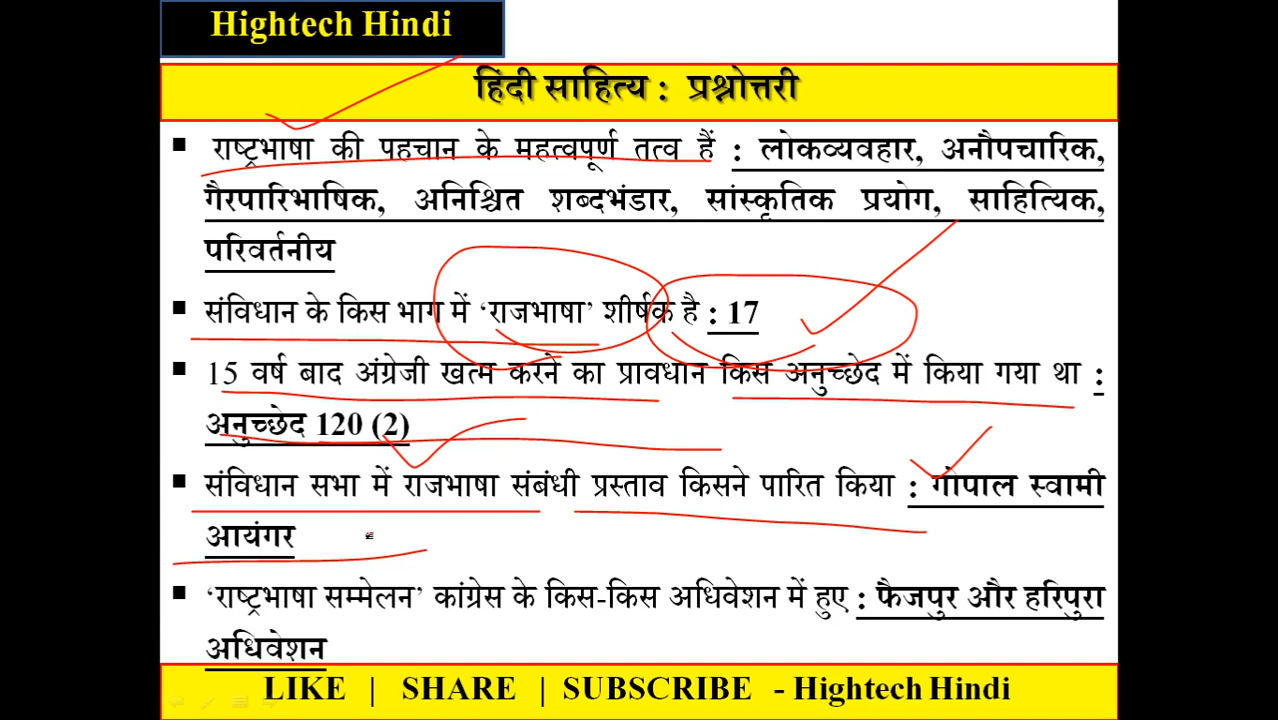 Hightech Hindi
हिंदी साहित्य : प्रश्नोत्तरी
▪ राष्ट्रभाषा की पहचान के महत्वपूर्ण तत्व हैं : लोकव्यवहार, अनौपचारिक,
गैरपारिभाषिक, अनिश्चित शब्दभंडार, सांस्कृतिक प्रयोग, साहित्यिक,
परिवर्तनीय
▪ संविधान के किस भाग में ‘राजभाषा’ शीर्षक है : 17
▪ 15 वर्ष बाद अंग्रेजी खत्म करने का प्रावधान किस अनुच्छेद में किया गया था :
अनुच्छेद 120 (2)
▪ संविधान सभा में राजभाषा संबंधी प्रस्ताव किसने पारित किया : गोपाल स्वामी
आयंगर
▪ ‘राष्ट्रभाषा सम्मेलन’ कांग्रेस के किस-किस अधिवेशन में हुए : फैजपुर और हरिपुरा
अधिवेशन
LIKE | SHARE | SUBSCRIBE - Hightech Hindi